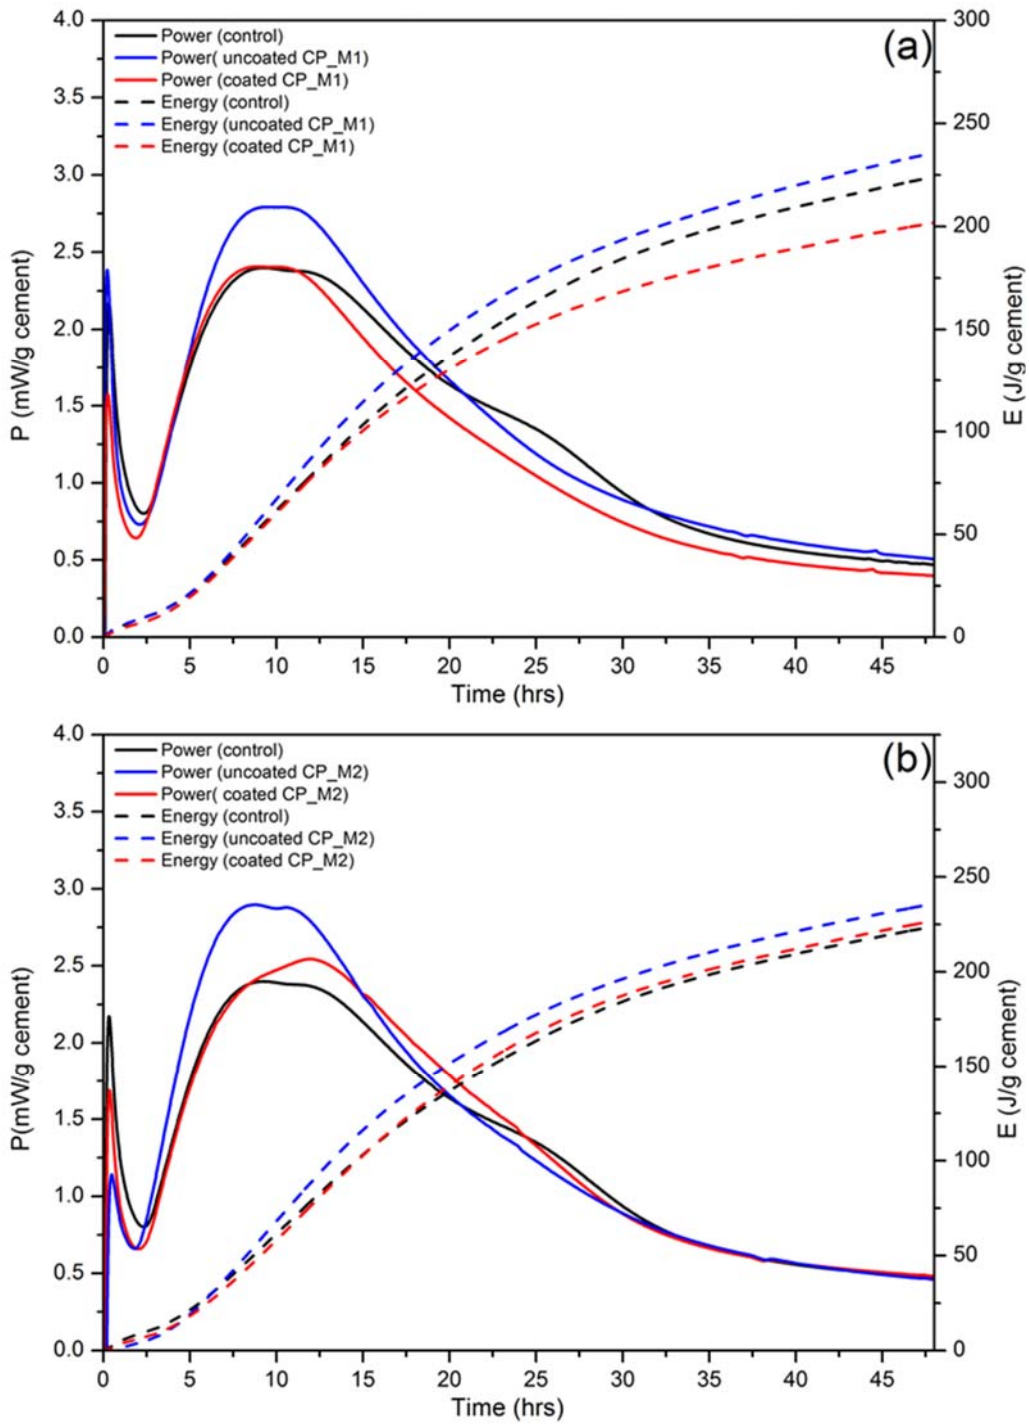 4.0
3.5
3.0
2.5
2.0
1.5
1.0
0.5
0.0
P (mW/g cement)
Power (control)
Power( uncoated CP_M1)
Power (coated CP_M1)
Energy (control)
Energy (uncoated CP_M1)
Energy (coated CP_M1)
(a)
300
250
200
150
100
50
0
E (J/g cement)
0 5 10 15 20 25 30 35 40 45
Time (hrs)
4.0
3.5
3.0
2.5
2.0
1.5
1.0
0.5
0.0
P(mW/g cement)
Power (control)
Power (uncoated CP_M2)
Power( coated CP_M2)
Energy (control)
Energy (uncoated CP_M2)
Energy (coated CP_M2)
(b)
300
250
200
150
100
50
0
E (J/g cement)
0 5 10 15 20 25 30 35 40 45
Time (hrs)